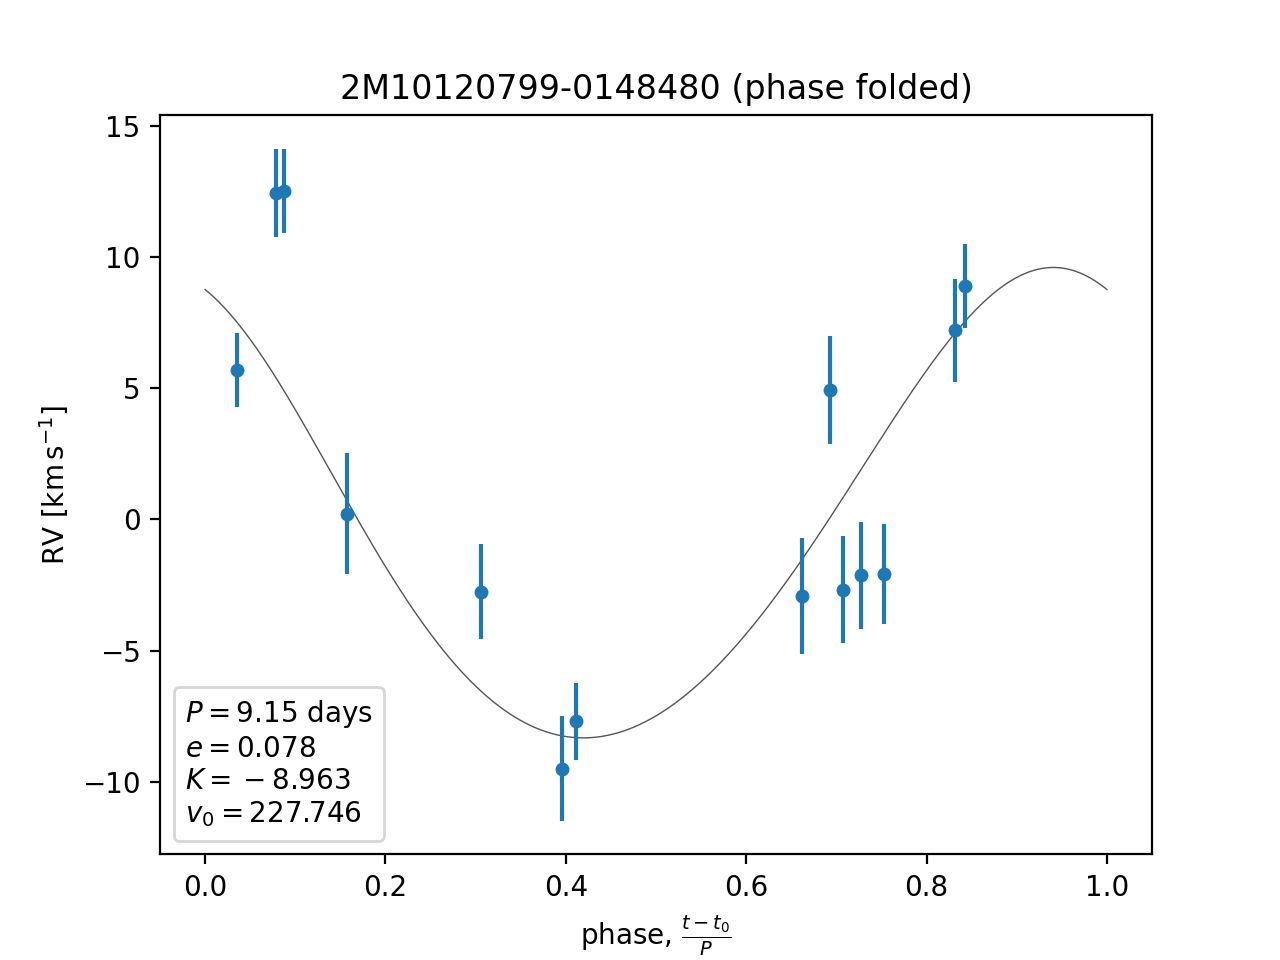 2M10120799-0148480 (phase folded)
15
10
5
0
−5
−10
RV [km s⁻¹]
P = 9.15 days
e = 0.078
K = −8.963
v₀ = 227.746
0.0 0.2 0.4 0.6 0.8 1.0
phase, (t − t₀)/P